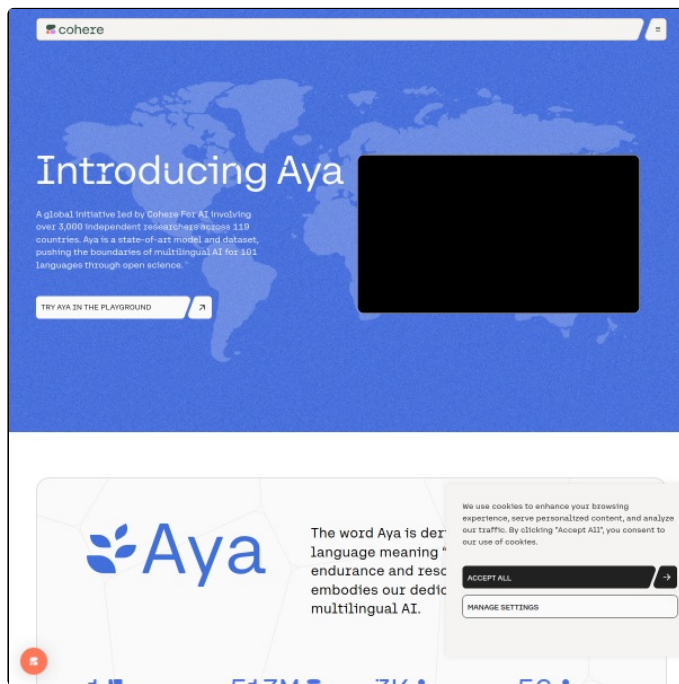 cohere
Introducing Aya
A global initiative led by Cohere For AI involving
over 3,000 independent researchers across 119
countries. Aya is a state-of-art model and dataset,
pushing the boundaries of multilingual AI for 101
languages through open science.
TRY AYA IN THE PLAYGROUND
Aya
The word Aya is
language meaning
endurance and
embodies our
multilingual AI.
We use cookies to enhance your browsing
experience, serve personalized content, and analyze
our traffic. By clicking "Accept All", you consent to
our use of cookies.
ACCEPT ALL
MANAGE SETTINGS
513M